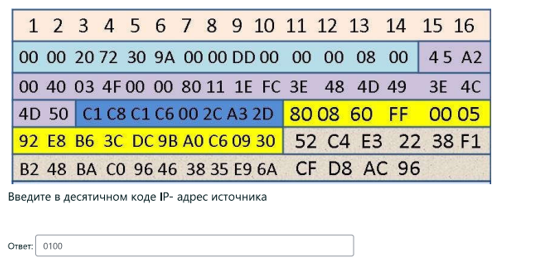 1 2 3 4 5 6 7 8 9 10 11 12 13 14 15 16
00 00 20 72 30 9A 00 00 DD 00 00 00 08 00 4 5 A2
00 40 03 4F 00 00 80 11 1E FC 3E 48 4D 49 3E 4C
4D 50 C1 C8 C1 C6 00 2C A3 2D 80 08 60 FF 00 05
92 E8 B6 3C DC 9B A0 C6 09 30 52 C4 E3 22 38 F1
B2 48 BA C0 96 46 38 35 E9 6A CF D8 AC 96
Введите в десятичном коде IP- адрес источника
Ответ: 0100